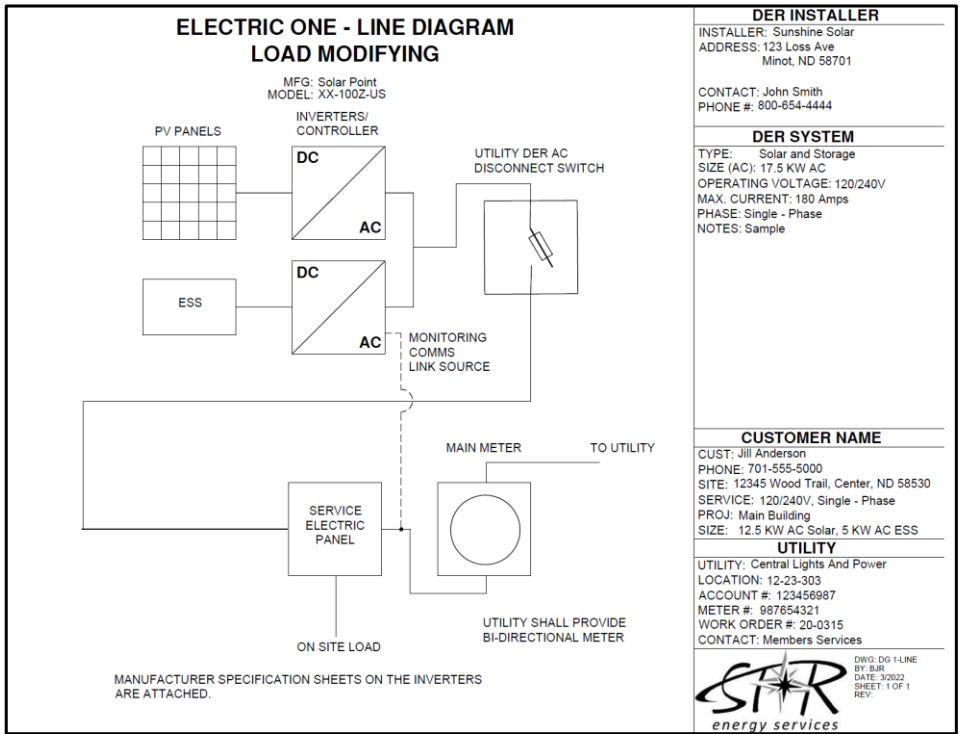 ELECTRIC ONE - LINE DIAGRAM
LOAD MODIFYING
MFG: Solar Point
MODEL: XX-100Z-US
INVERTERS/
CONTROLLER
PV PANELS
DC
AC
UTILITY DER AC
DISCONNECT SWITCH
ESS
DC
AC
MONITORING
COMMS
LINK SOURCE
MAIN METER
TO UTILITY
SERVICE
ELECTRIC
PANEL
UTILITY SHALL PROVIDE
BI-DIRECTIONAL METER
ON SITE LOAD
MANUFACTURER SPECIFICATION SHEETS ON THE INVERTERS
ARE ATTACHED.
DER INSTALLER
INSTALLER: Sunshine Solar
ADDRESS: 123 Loss Ave
Minot, ND 58701
CONTACT: John Smith
PHONE #: 800-654-4444
DER SYSTEM
TYPE: Solar and Storage
SIZE (AC): 17.5 KW AC
OPERATING VOLTAGE: 120/240V
MAX. CURRENT: 180 Amps
PHASE: Single - Phase
NOTES: Sample
CUSTOMER NAME
CUST: Jill Anderson
PHONE: 701-555-5000
SITE: 12345 Wood Trail, Center, ND 58530
SERVICE: 120/240V, Single - Phase
PROJ: Main Building
SIZE: 12.5 KW AC Solar, 5 KW AC ESS
UTILITY
UTILITY: Central Lights And Power
LOCATION: 12-23-303
ACCOUNT #: 123456987
METER #: 987654321
WORK ORDER #: 20-0315
CONTACT: Members Services
STAR
energy services
DWG: DG 1-LINE
BY: BJR
DATE: 3/2022
SHEET: 1 OF 1
REV: